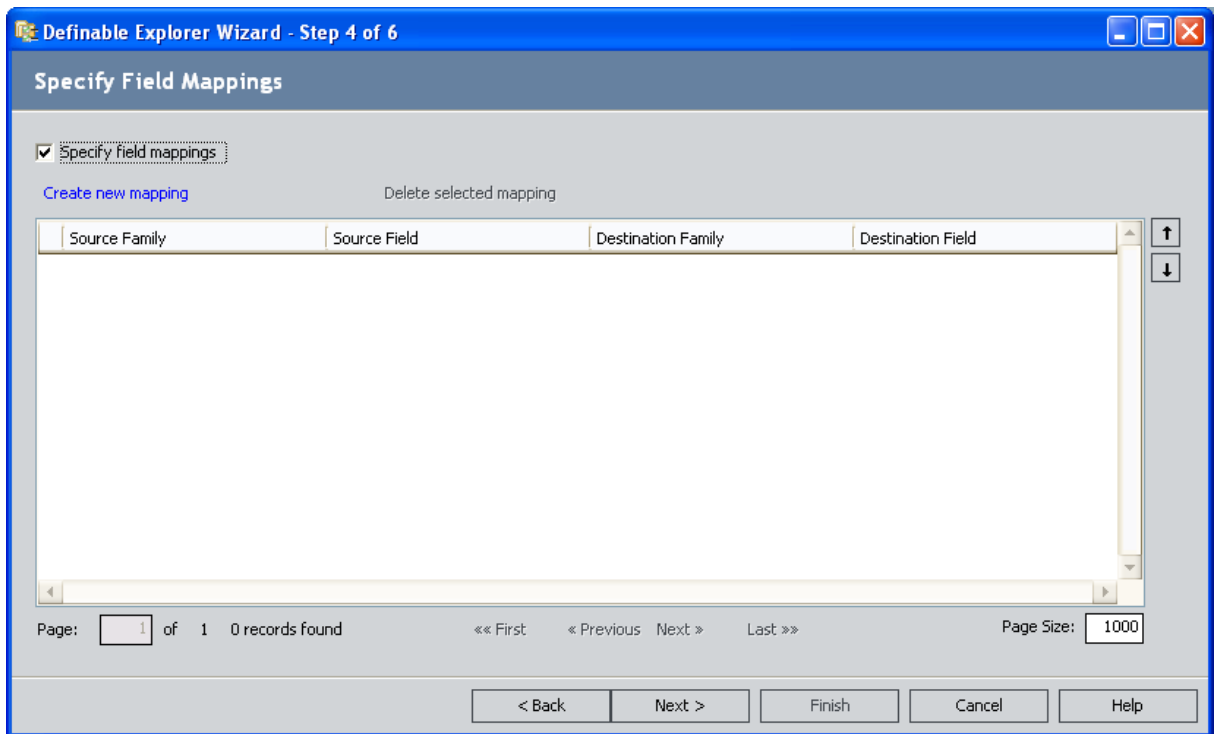 Definable Explorer Wizard - Step 4 of 6
Specify Field Mappings
Specify field mappings
Create new mapping Delete selected mapping
Source Family Source Field Destination Family Destination Field
Page: 1 of 1 0 records found «« First « Previous Next » Last »» Page Size: 1000
< Back Next > Finish Cancel Help